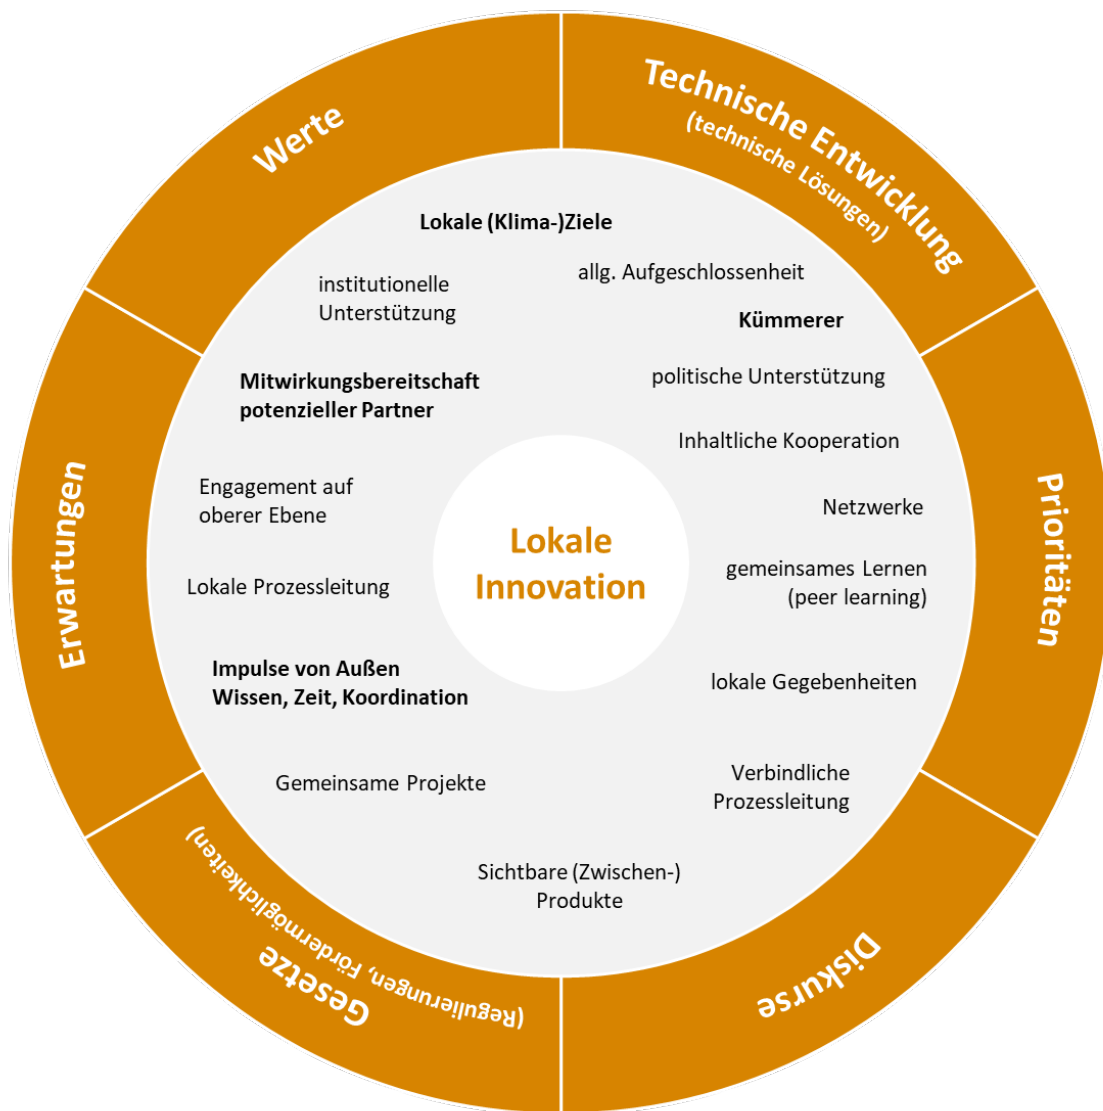 Werte
Technische Entwicklung
(technische Lösungen)
Prioritäten
Diskurse
Gesetze
(Regulierungen, Fördermöglichkeiten)
Erwartungen
Lokale (Klima-)Ziele
allg. Aufgeschlossenheit
Kümmerer
politische Unterstützung
Inhaltliche Kooperation
Netzwerke
gemeinsames Lernen
(peer learning)
lokale Gegebenheiten
Verbindliche
Prozessleitung
Sichtbare (Zwischen-)
Produkte
Gemeinsame Projekte
Impulse von Außen
Wissen, Zeit, Koordination
Lokale Prozessleitung
Engagement auf
oberer Ebene
Mitwirkungsbereitschaft
potenzieller Partner
institutionelle
Unterstützung
Lokale
Innovation